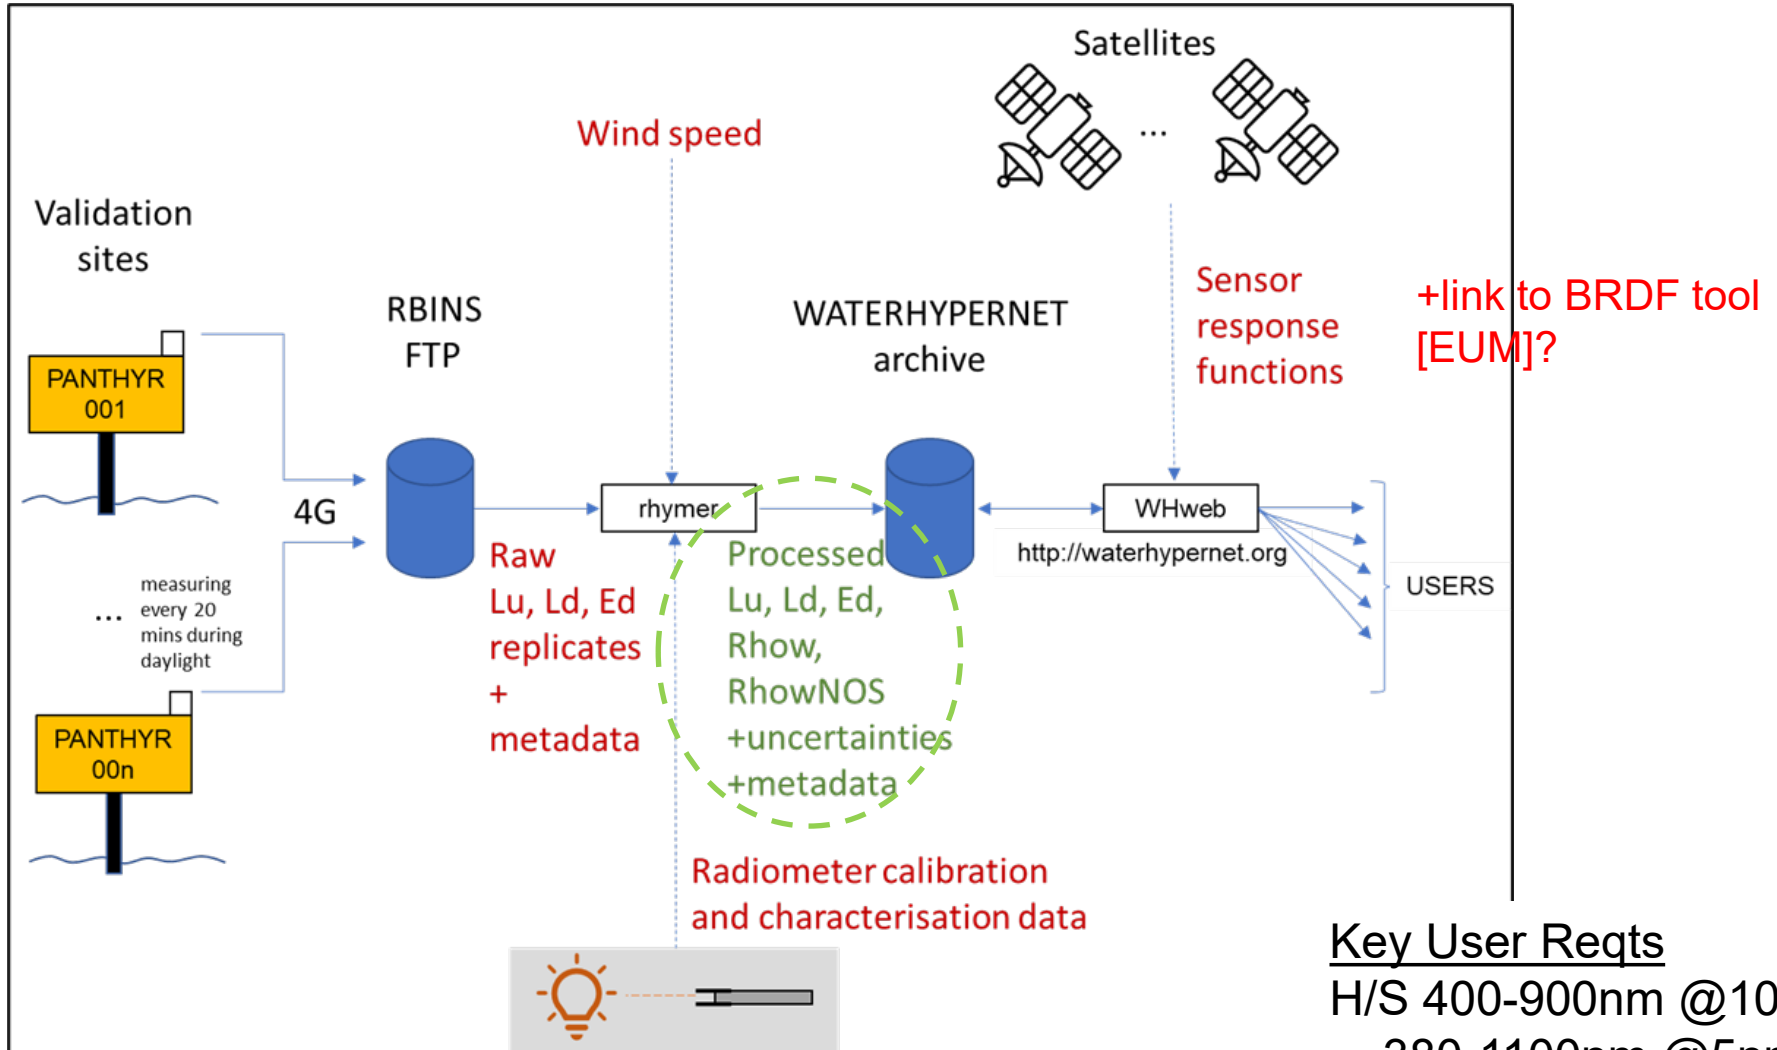 Satellites
...
Wind speed
Validation
sites
RBINS
FTP
WATERHYPERNET
archive
Sensor
response
functions
+link to BRDF tool
[EUM]?
PANTHYR
001
4G
rhymer
WHweb
http://waterhypernet.org
USERS
...
measuring
every 20
mins during
daylight
Raw
Lu, Ld, Ed
replicates
+
metadata
Processed
Lu, Ld, Ed,
Rhow,
RhowNOS
+uncertainties
+metadata
PANTHYR
00n
Radiometer calibration
and characterisation data
Key User Reqts
H/S 400-900nm @10
380-1100nm @5n